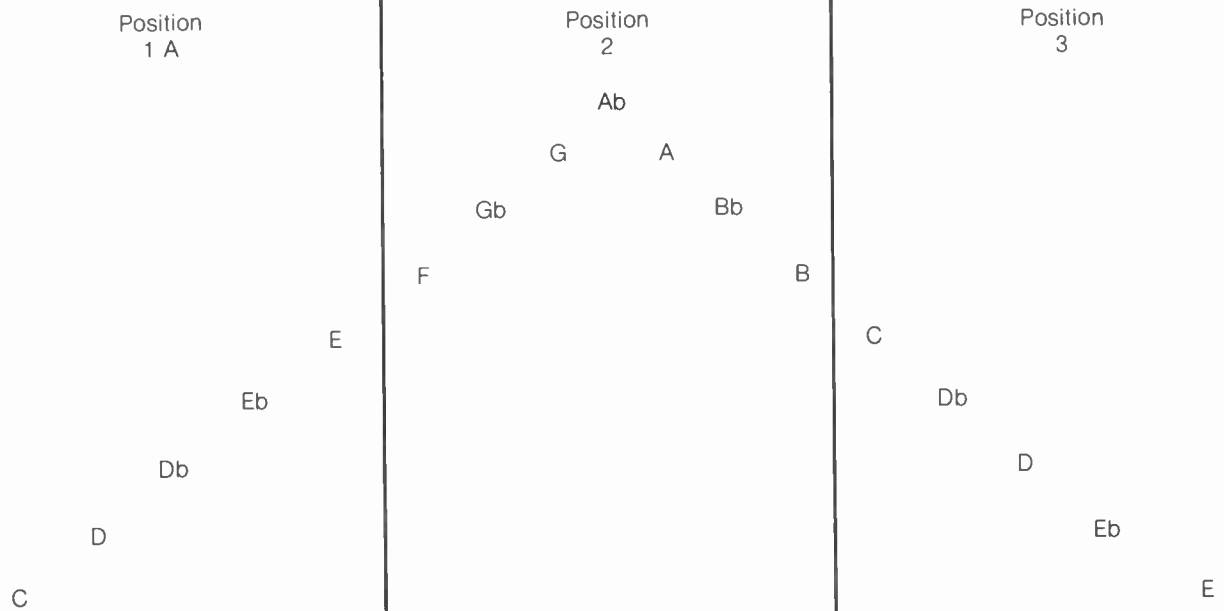 Position
1 A
C
D
Db
Eb
E
Position
2
Ab
G A
Gb Bb
F B
Position
3
C
Db
D
Eb
E